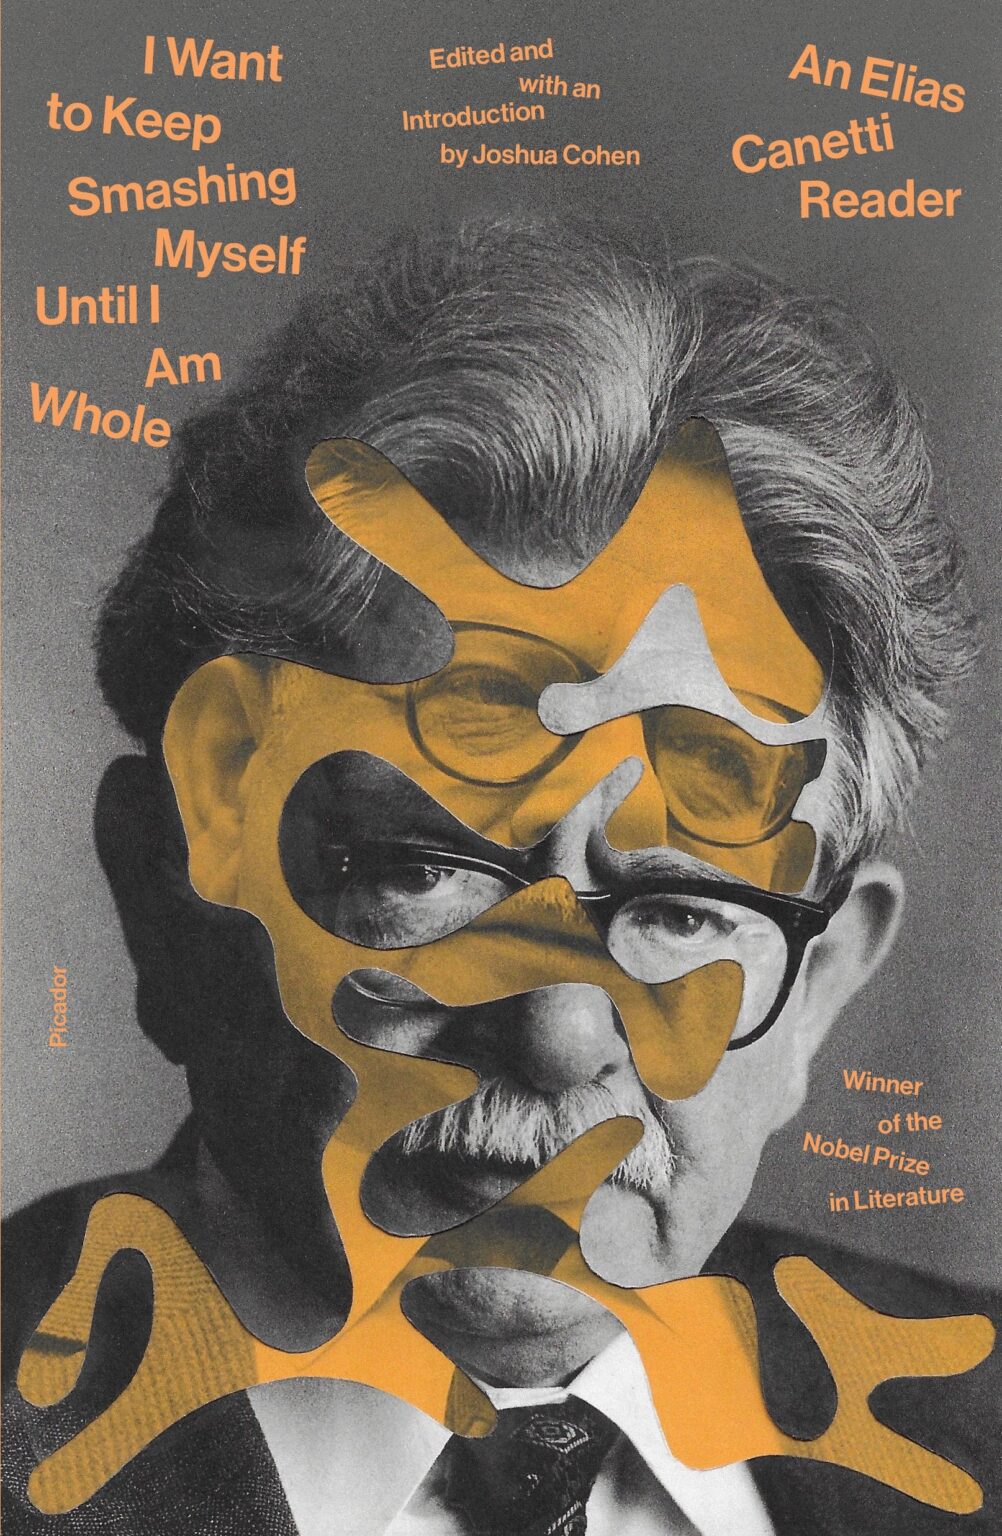 I Want
to Keep
Smashing
Myself
Until I
Am
Whole
Edited and
with an
Introduction
by Joshua Cohen
An Elias
Canetti
Reader
Picador
Winner
of the
Nobel Prize
in Literature